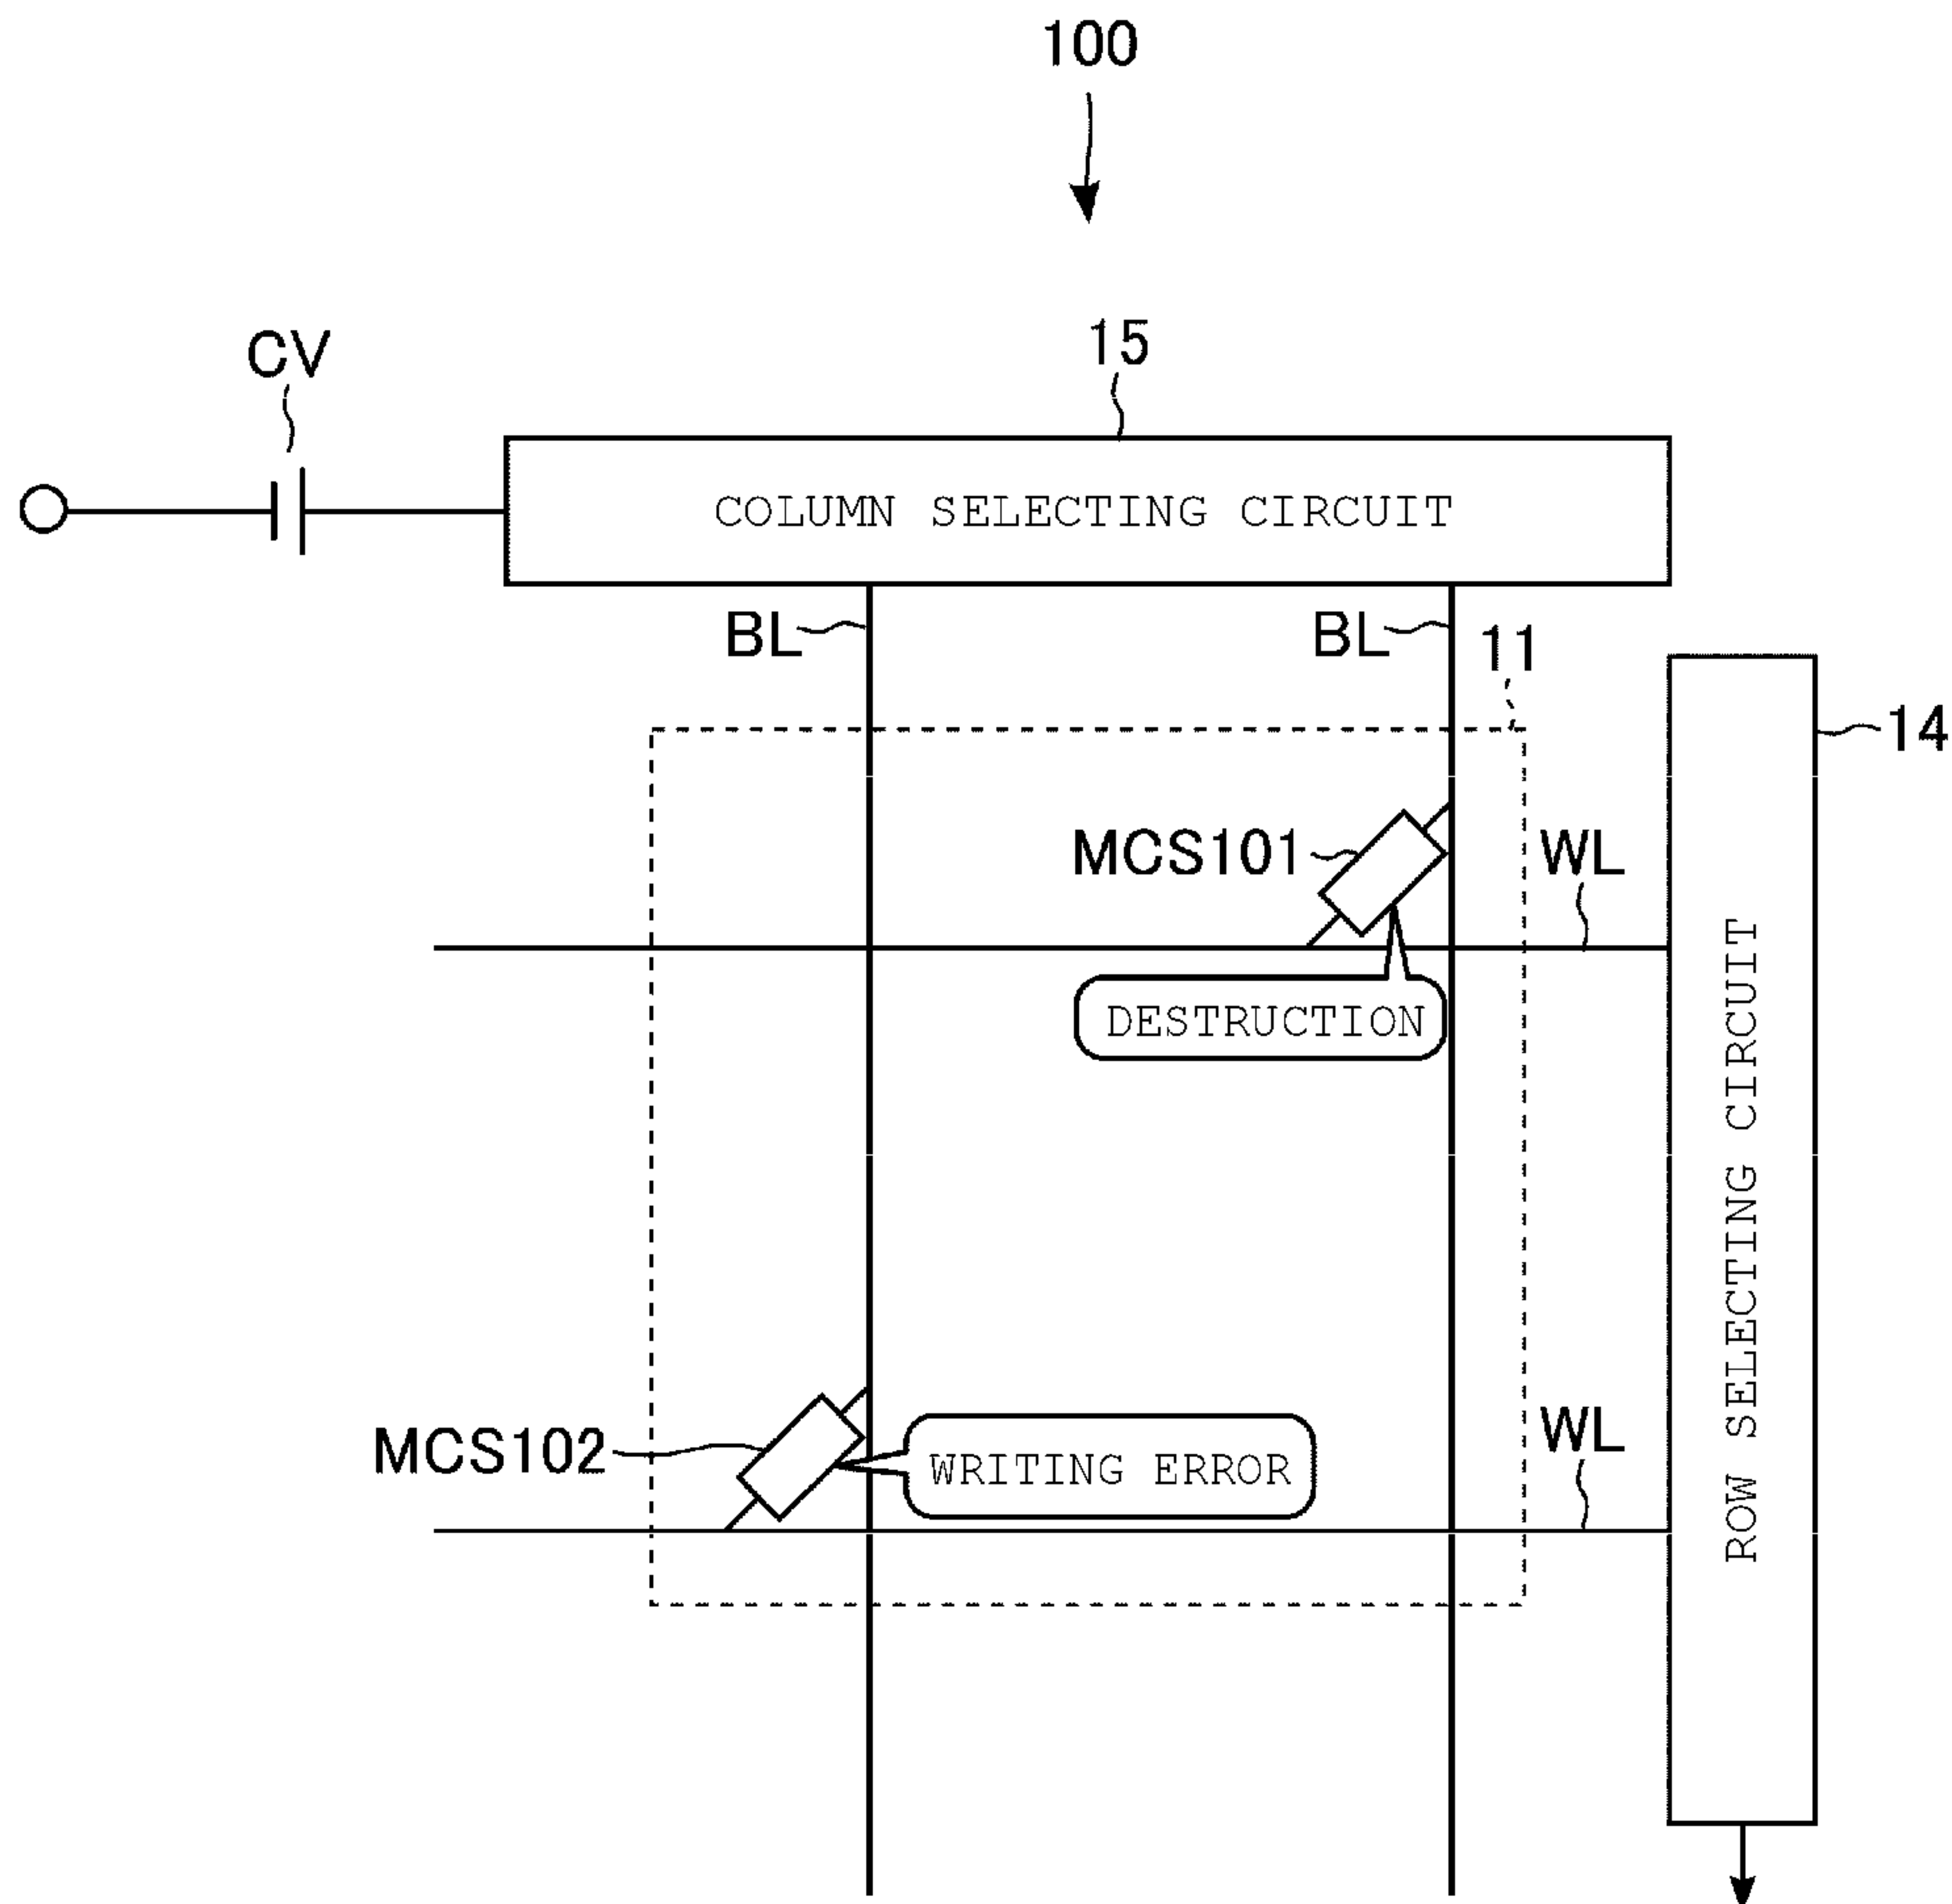 100
CV
15
COLUMN SELECTING CIRCUIT
BL
BL
11
14
MCS101
WL
DESTRUCTION
ROW SELECTING CIRCUIT
MCS102
WRITING ERROR
WL